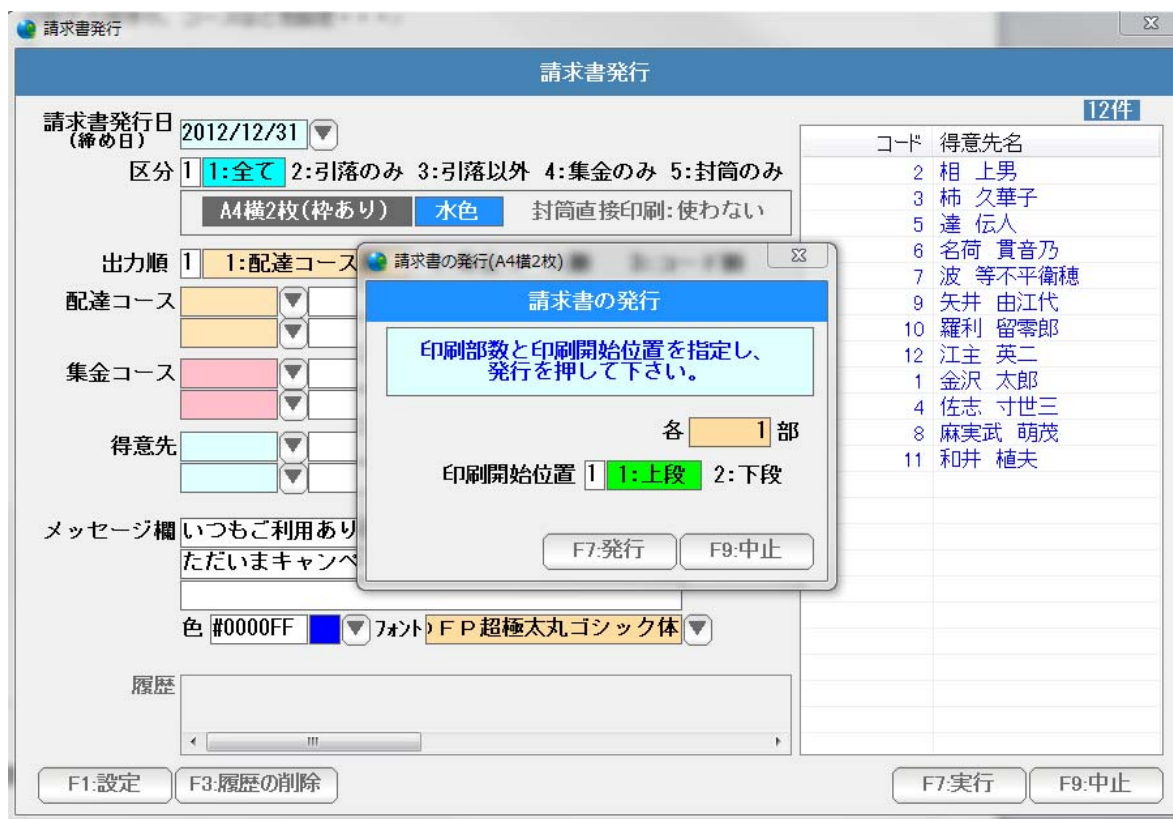 請求書発行
請求書発行
12件
請求書発行日
(締め日)
2012/12/31
区分 1 1:全て 2:引落のみ 3:引落以外 4:集金のみ 5:封筒のみ
A4横2枚(枠あり) 水色 封筒直接印刷:使わない
出力順 1 1:配達コース
配達コース
集金コース
得意先
メッセージ欄 いつもご利用あり
ただいまキャンペ
色 #0000FF フォント FP超極太丸ゴシック体
履歴
F1:設定 F3:履歴の削除
請求書の発行(A4横2枚)
請求書の発行
印刷部数と印刷開始位置を指定し、
発行を押して下さい。
各 1 部
印刷開始位置 1 1:上段 2:下段
F7:発行 F9:中止
コード 得意先名
2 相 上男
3 柿 久華子
5 達 伝人
6 名荷 貫音乃
7 波 等不平衛穂
9 矢井 由江代
10 羅利 留零郎
12 江主 英二
1 金沢 太郎
4 佐志 寸世三
8 麻実武 萌茂
11 和井 植夫
F7:実行 F9:中止